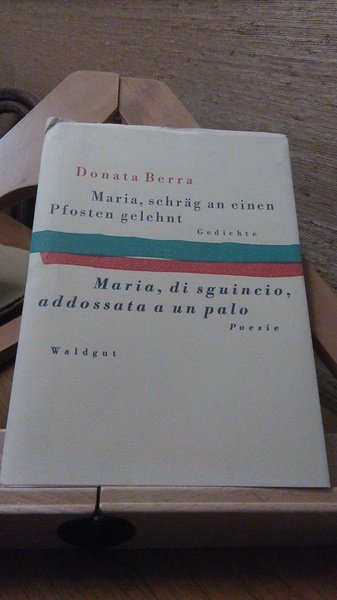 Donata Berra
Maria, schräg an einen
Pfosten gelehnt
Gedichte
Maria, di sguincio,
addossata a un palo
Poesie
Waldgut